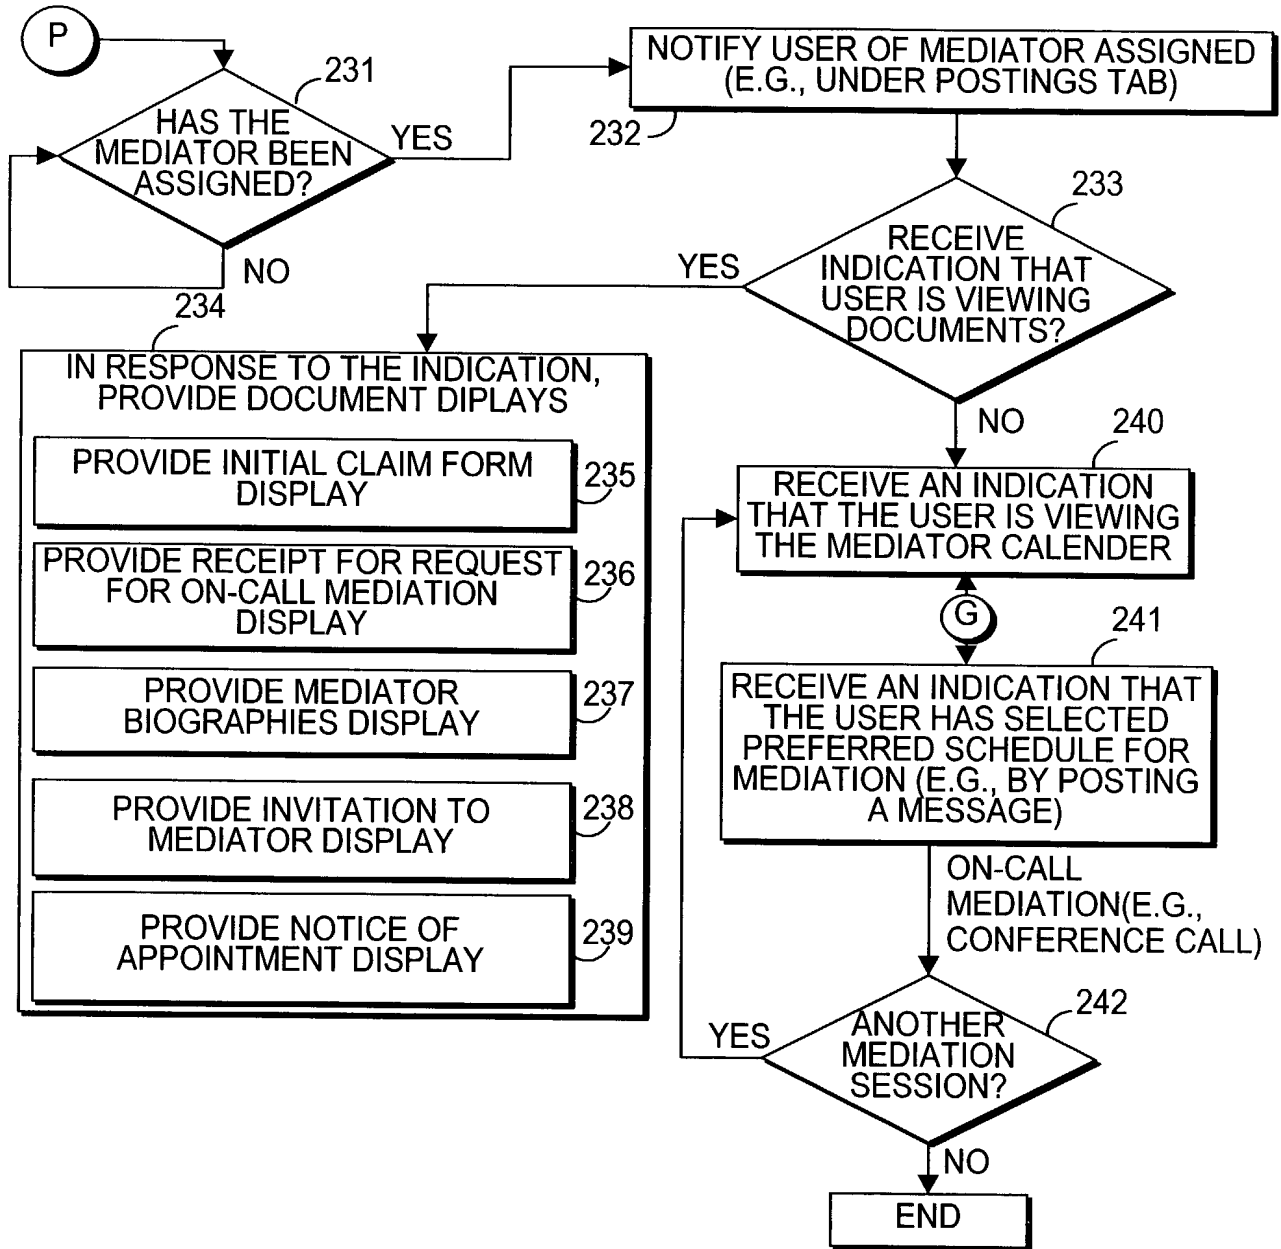 P
231
HAS THE
MEDIATOR BEEN
ASSIGNED?
YES
NO
NOTIFY USER OF MEDIATOR ASSIGNED
(E.G., UNDER POSTINGS TAB)
232
233
RECEIVE
INDICATION THAT
USER IS VIEWING
DOCUMENTS?
YES
NO
234
IN RESPONSE TO THE INDICATION,
PROVIDE DOCUMENT DIPLAYS
PROVIDE INITIAL CLAIM FORM
DISPLAY
235
PROVIDE RECEIPT FOR REQUEST
FOR ON-CALL MEDIATION
DISPLAY
236
PROVIDE MEDIATOR
BIOGRAPHIES DISPLAY
237
PROVIDE INVITATION TO
MEDIATOR DISPLAY
238
PROVIDE NOTICE OF
APPOINTMENT DISPLAY
239
240
RECEIVE AN INDICATION
THAT THE USER IS VIEWING
THE MEDIATOR CALENDER
G
241
RECEIVE AN INDICATION THAT
THE USER HAS SELECTED
PREFERRED SCHEDULE FOR
MEDIATION (E.G., BY POSTING
A MESSAGE)
ON-CALL
MEDIATION(E.G.,
CONFERENCE CALL)
242
ANOTHER
MEDIATION
SESSION?
YES
NO
END